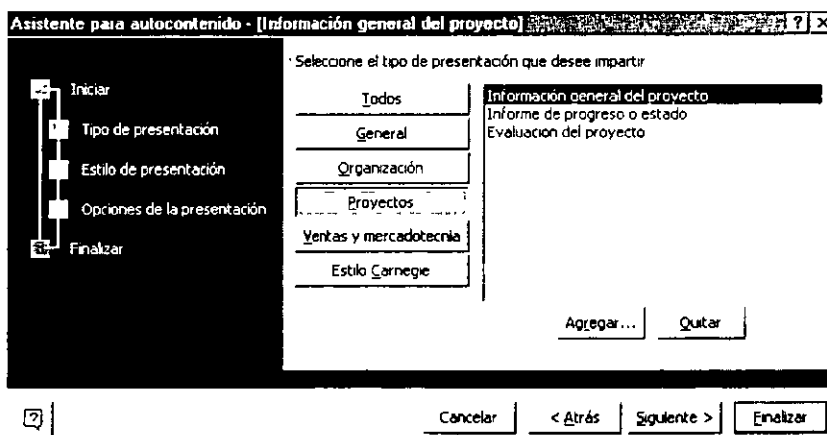 Asistente para autocontenido - [Información general del proyecto] ? ×
Seleccione el tipo de presentación que desee impartir
Iniciar
Tipo de presentación
Estilo de presentación
Opciones de la presentación
Finalizar
Todos
General
Organización
Proyectos
Ventas y mercadotecnia
Estilo Carnegie
Información general del proyecto
Informe de progreso o estado
Evaluacion del proyecto
Agregar...
Quitar
?
Cancelar
< Atrás
Siguiente >
Finalizar